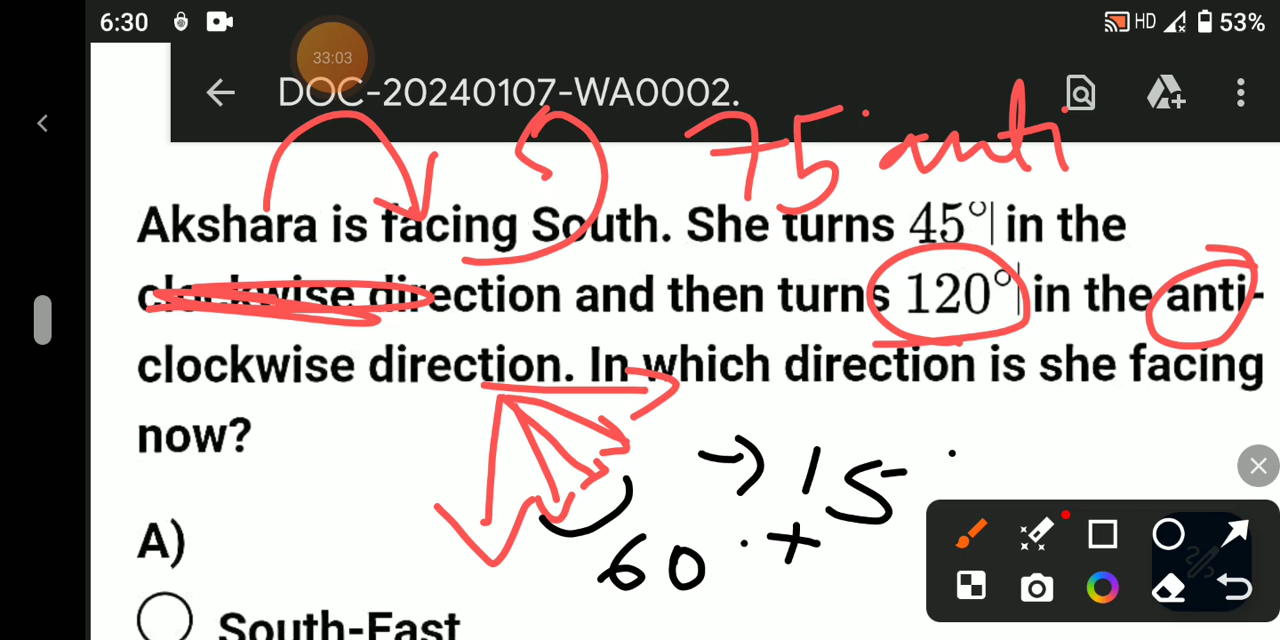 6:30
HD 53%
33:03
DOC-20240107-WA0002.
75 anti
Akshara is facing South. She turns 45°| in the
clockwise direction and then turns 120°| in the anti-
clockwise direction. In which direction is she facing
now?
→ 15
60 +
A)
South-East